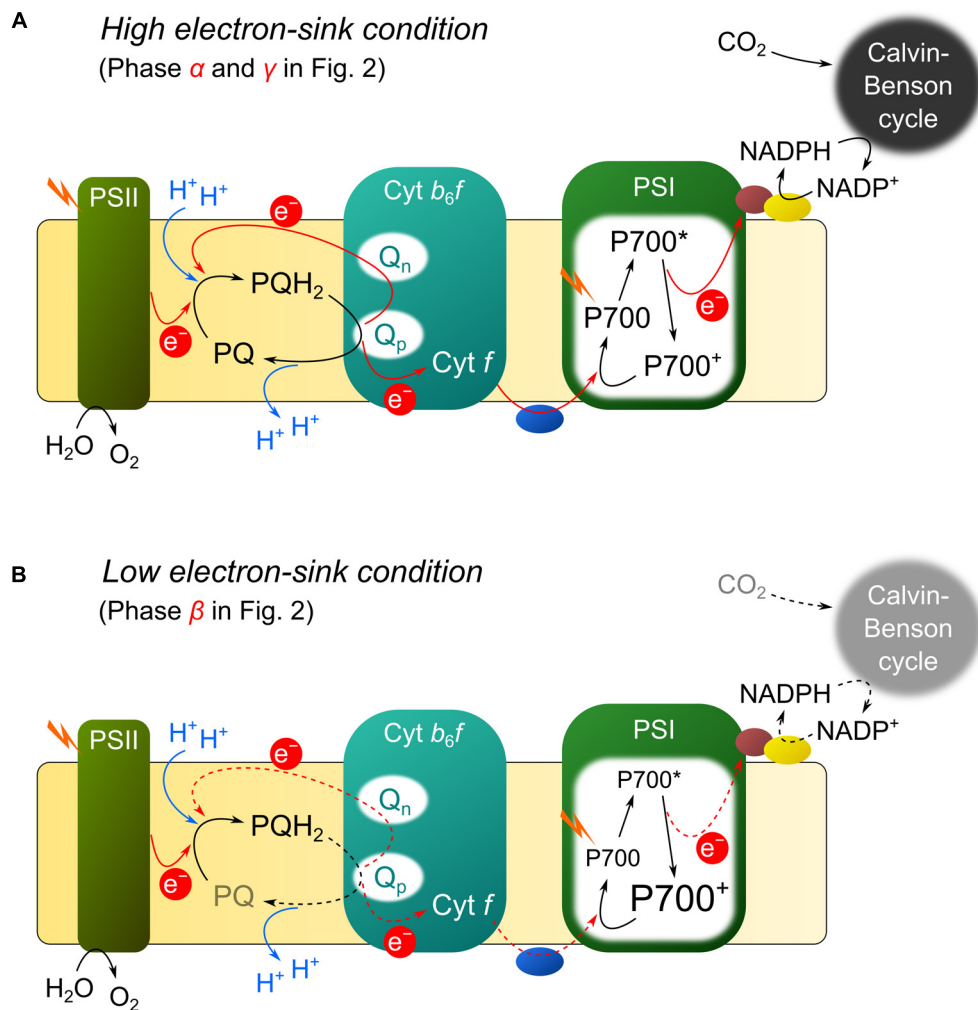 A
High electron-sink condition
(Phase α and γ in Fig. 2)
CO₂
Calvin-
Benson
cycle
NADPH
NADP⁺
PSII
H⁺ H⁺
e⁻
Cyt b₆f
PSI
Qₙ
P700*
PQH₂
e⁻
P700
e⁻
PQ
Qₚ
Cyt f
P700⁺
e⁻
H⁺ H⁺
H₂O
O₂
B
Low electron-sink condition
(Phase β in Fig. 2)
CO₂
Calvin-
Benson
cycle
NADPH
NADP⁺
PSII
H⁺ H⁺
e⁻
Cyt b₆f
PSI
Qₙ
P700*
PQH₂
e⁻
P700
e⁻
PQ
Qₚ
Cyt f
P700⁺
e⁻
H⁺ H⁺
H₂O
O₂